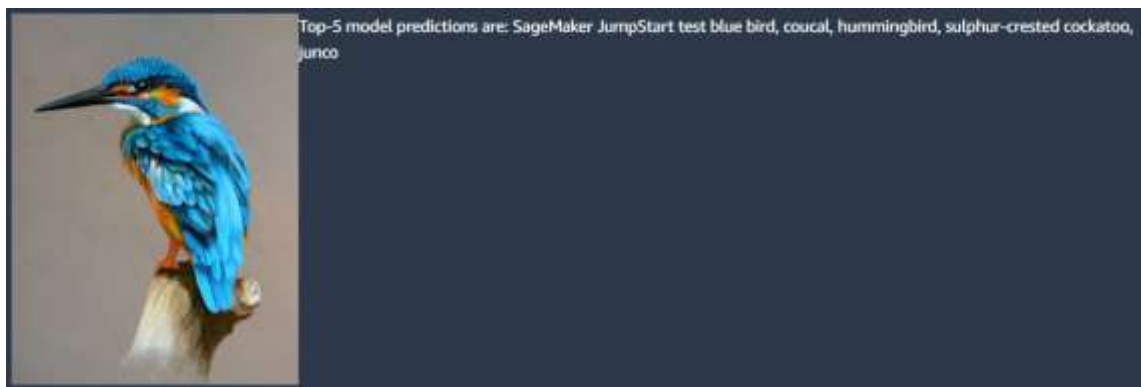 Top-5 model predictions are: SageMaker JumpStart test blue bird, coucal, hummingbird, sulphur-crested cockatoo,
junco